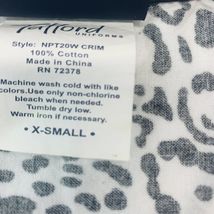 Tafford
UNIFORMS
Style: NPT20W CRIM
100% Cotton
Made in China
RN 72378
Machine wash cold with like
colors.Use only non-chlorine
bleach when needed.
Tumble dry low.
Warm iron if necessary.
• X-SMALL •